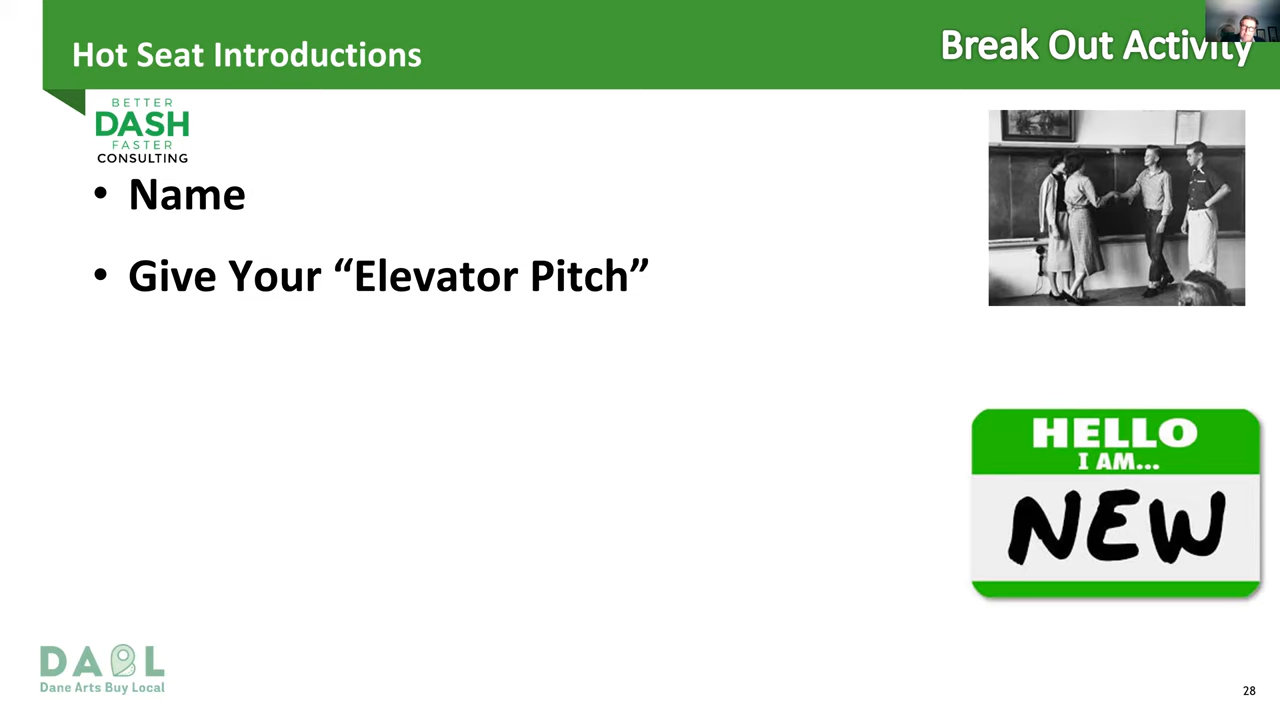 Hot Seat Introductions
Break Out Activity
BETTER
DASH
FASTER
CONSULTING
• Name
• Give Your “Elevator Pitch”
HELLO
I AM...
NEW
DABL
Dane Arts Buy Local
28